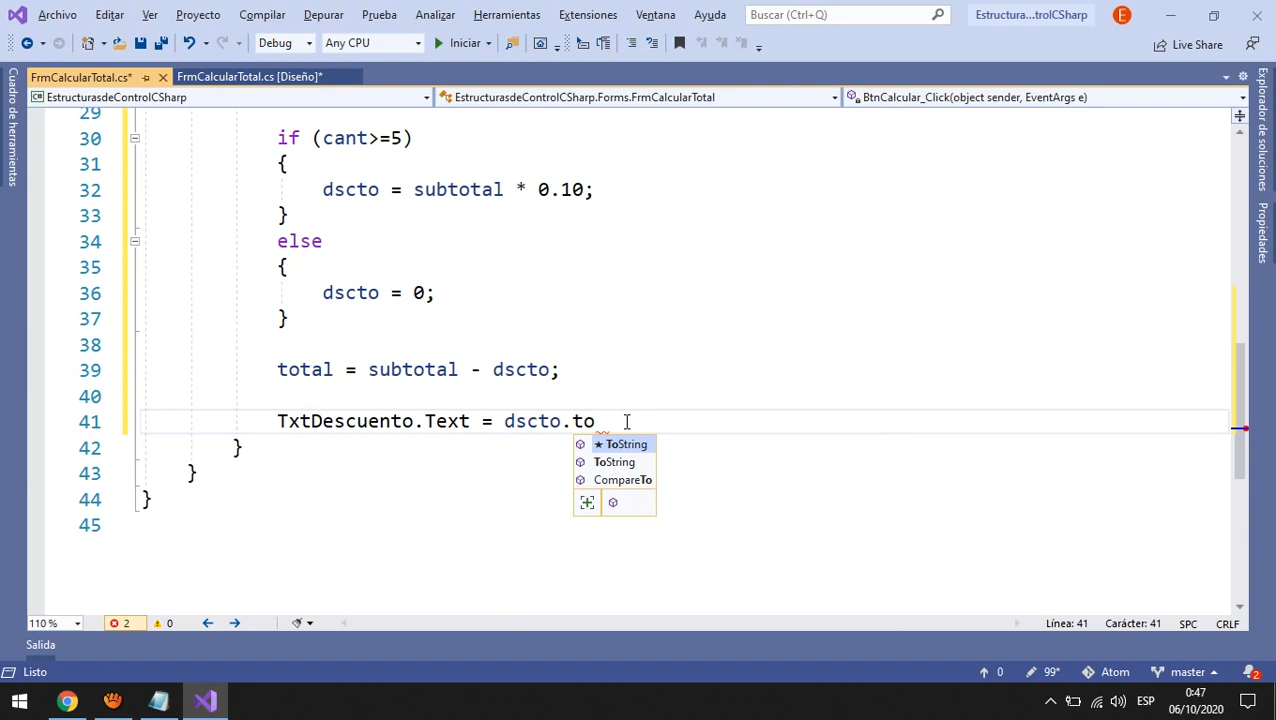 Archivo Editar Ver Proyecto Compilar Depurar Prueba Analizar Herramientas Extensiones Ventana Ayuda Buscar (Ctrl+Q) Estructura...trolCSharp E
Debug Any CPU Iniciar Live Share
FrmCalcularTotal.cs* FrmCalcularTotal.cs [Diseño]*
EstructurasdeControlCSharp EstructurasdeControlCSharp.Forms.FrmCalcularTotal BtnCalcular_Click(object sender, EventArgs e)
Cuadro de herramientas
Explorador de soluciones
Propiedades
29
30 if (cant>=5)
31 {
32 dscto = subtotal * 0.10;
33 }
34 else
35 {
36 dscto = 0;
37 }
38
39 total = subtotal - dscto;
40
41 TxtDescuento.Text = dscto.to
★ ToString
ToString
CompareTo
42 }
43 }
44 }
45
110 % 2 0 Línea: 41 Carácter: 41 SPC CRLF
Salida
Listo 0 99* Atom master 2
ESP 0:47
06/10/2020